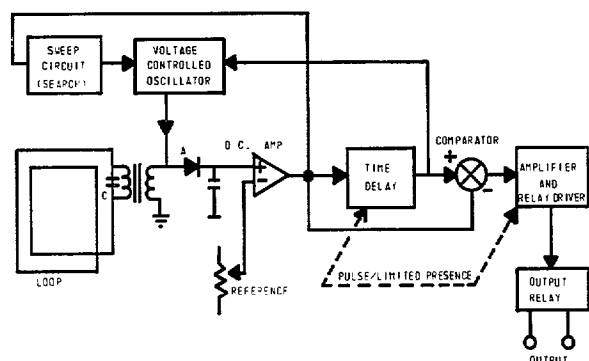 SWEEP
CIRCUIT
(SEARCH)
VOLTAGE
CONTROLLED
OSCILLATOR
A
D C. AMP
+
−
C
LOOP
REFERENCE
TIME
DELAY
COMPARATOR
+
−
AMPLIFIER
AND
RELAY DRIVER
PULSE/LIMITED PRESENCE
OUTPUT
RELAY
OUTPUT